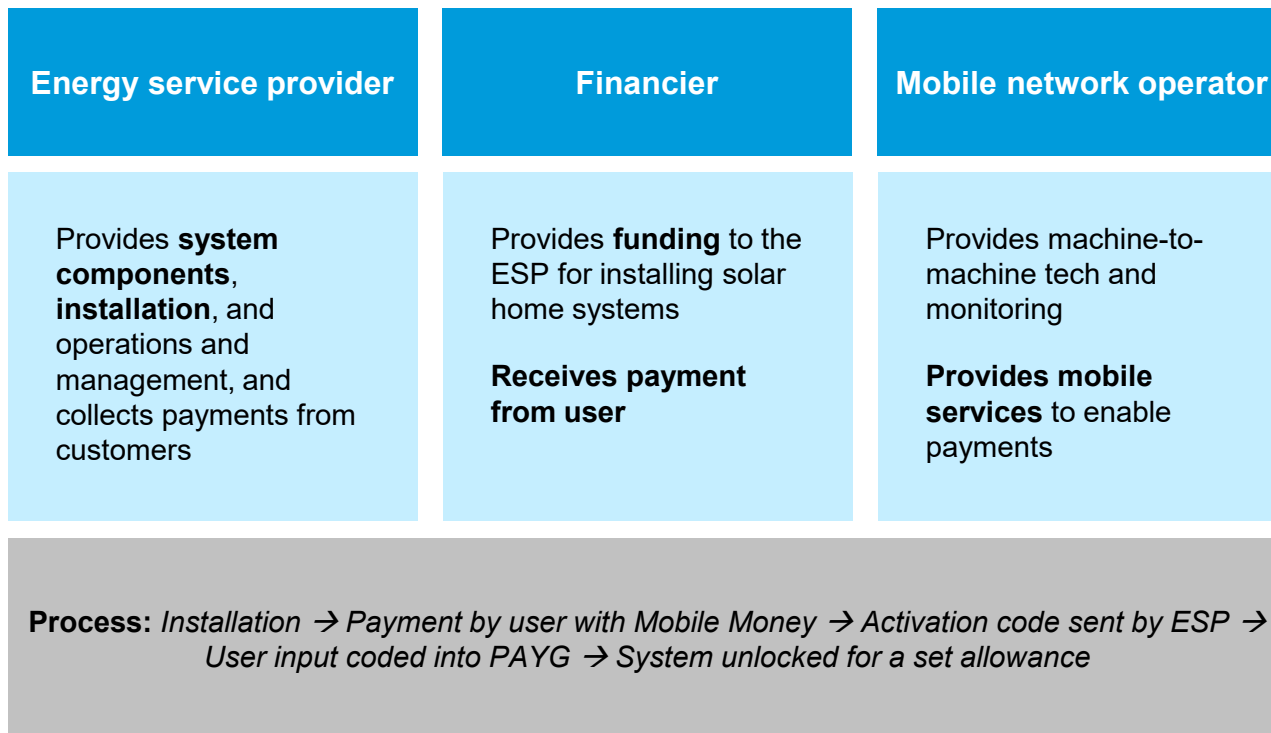 Energy service provider
Financier
Mobile network operator
Provides system
components,
installation, and
operations and
management, and
collects payments from
customers
Provides funding to the
ESP for installing solar
home systems
Receives payment
from user
Provides machine-to-
machine tech and
monitoring
Provides mobile
services to enable
payments
Process: Installation → Payment by user with Mobile Money → Activation code sent by ESP →
User input coded into PAYG → System unlocked for a set allowance